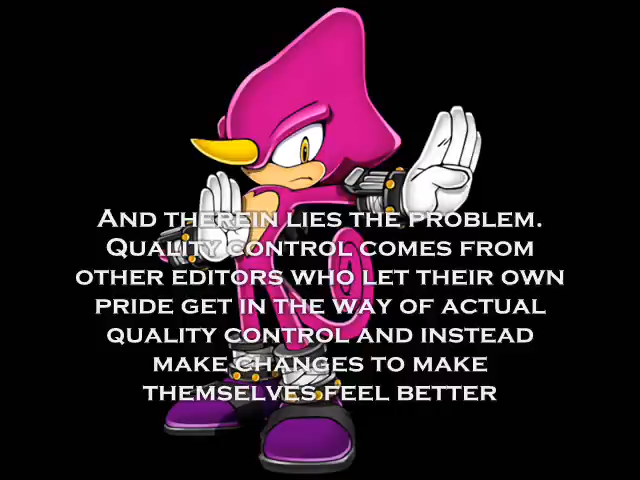 And therein lies the problem.
Quality control comes from
other editors who let their own
pride get in the way of actual
quality control and instead
make changes to make
themselves feel better